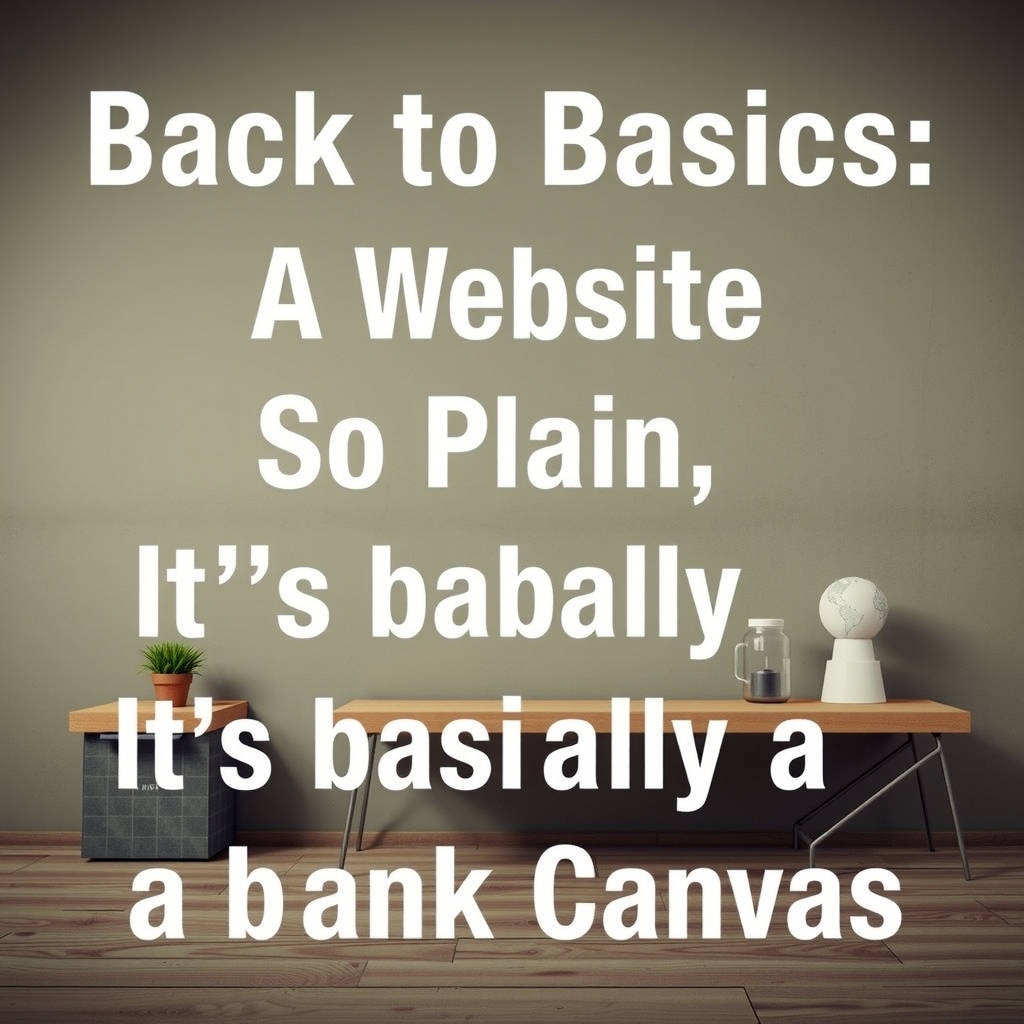 Back to Basics:
A Website
So Plain,
It’’s babally
It’s basially a
a bank Canvas